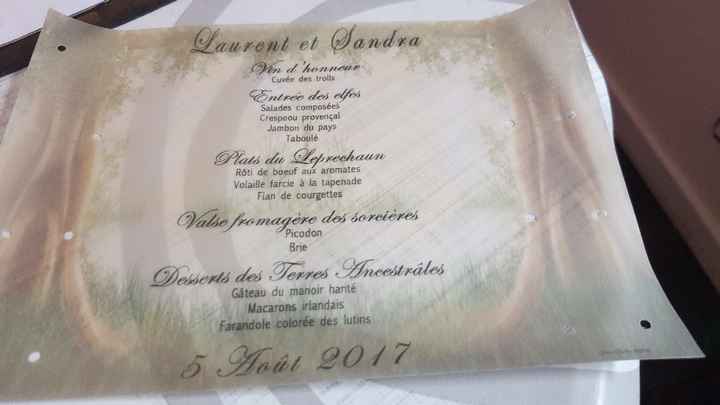 Laurent et Sandra
Vin d'honneur
Cuvée des trolls
Entrée des elfes
Salades composées
Crespeou provençal
Jambon du pays
Taboulé
Plats du Leprechaun
Rôti de boeuf aux aromates
Volaille farcie à la tapenade
Flan de courgettes
Valse fromagère des sorcières
Picodon
Brie
Desserts des Terres Ancestrâles
Gâteau du manoir hanté
Macarons irlandais
Farandole colorée des lutins
5 Août 2017